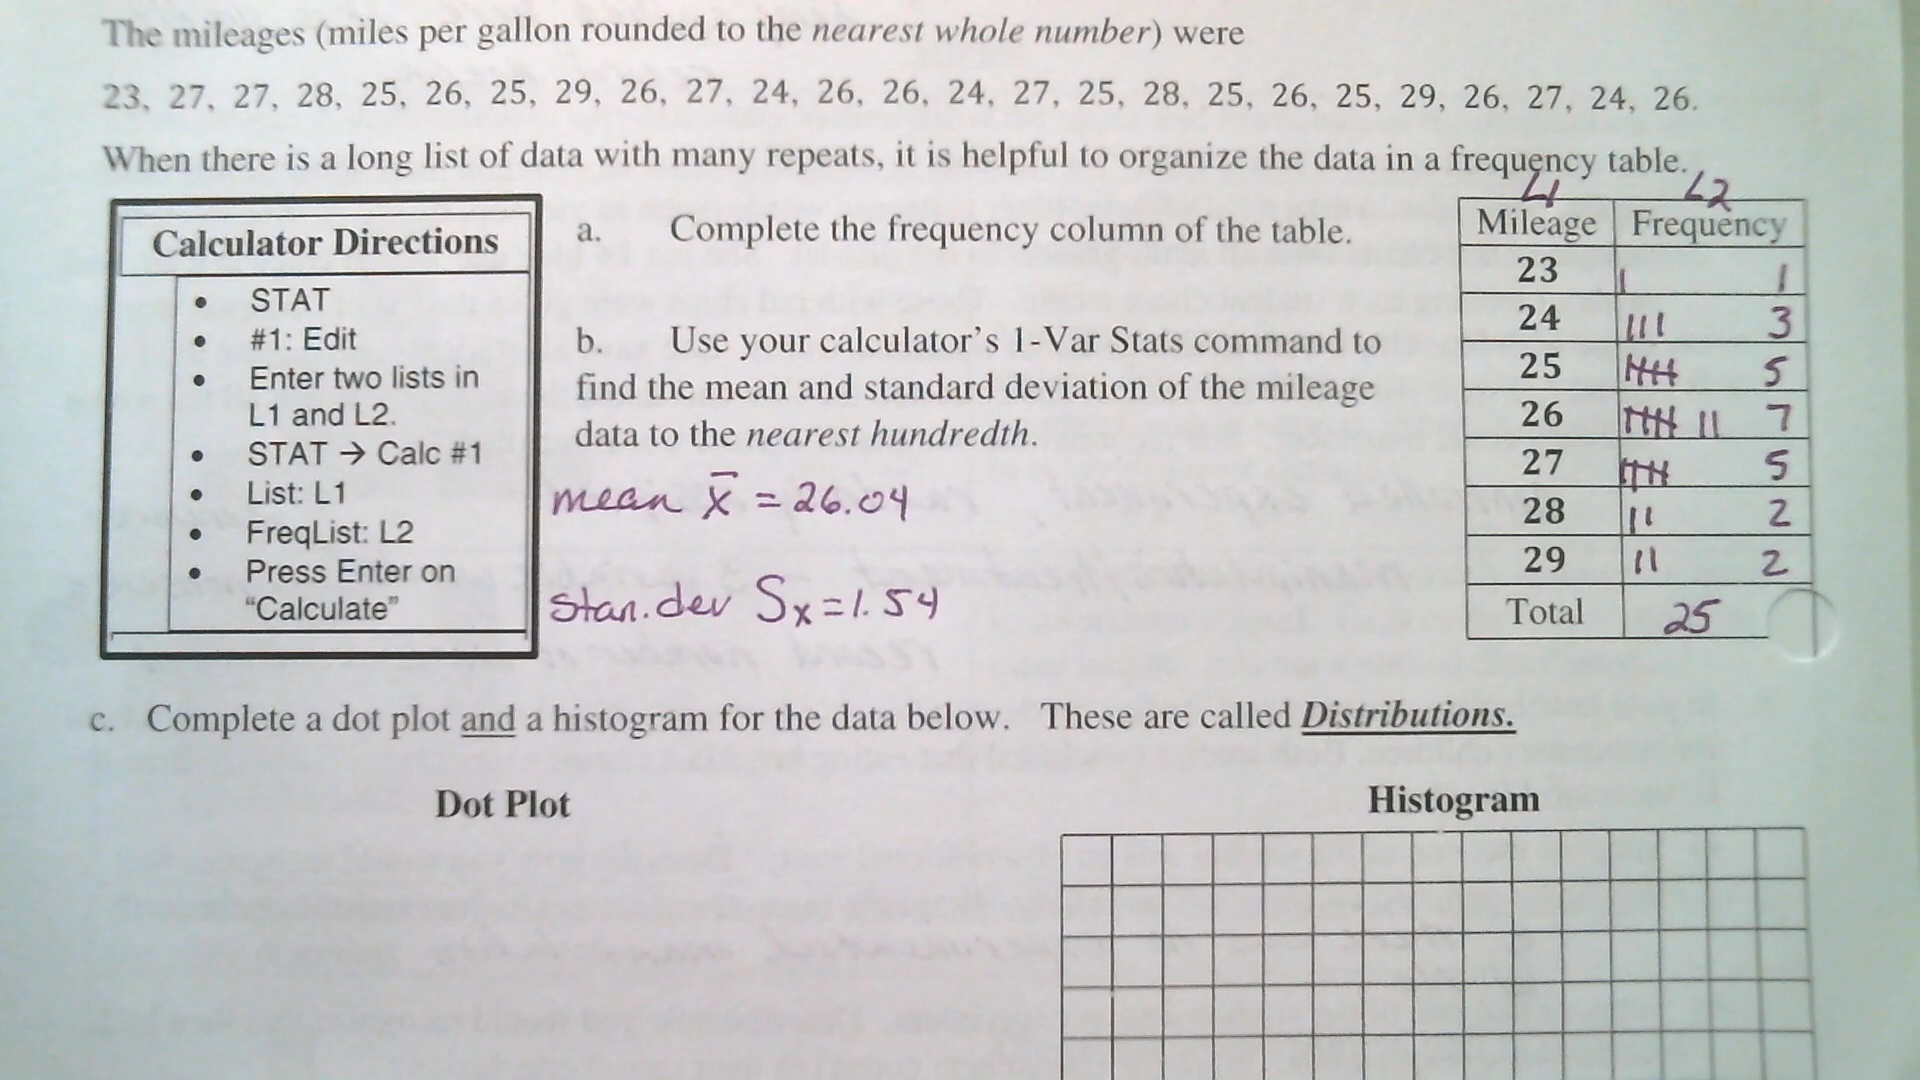 The mileages (miles per gallon rounded to the nearest whole number) were
23, 27, 27, 28, 25, 26, 25, 29, 26, 27, 24, 26, 26, 24, 27, 25, 28, 25, 26, 25, 29, 26, 27, 24, 26.
When there is a long list of data with many repeats, it is helpful to organize the data in a frequency table.
Calculator Directions
• STAT
• #1: Edit
• Enter two lists in
L1 and L2.
• STAT → Calc #1
• List: L1
• FreqList: L2
• Press Enter on
"Calculate"
a. Complete the frequency column of the table.
b. Use your calculator's 1-Var Stats command to
find the mean and standard deviation of the mileage
data to the nearest hundredth.
mean x̄ = 26.04
Stan.dev Sx = 1.54
L1 L2
Mileage Frequency
23 | 1
24 ||| 3
25 |||| 5
26 |||| || 7
27 |||| 5
28 || 2
29 || 2
Total 25
c. Complete a dot plot and a histogram for the data below. These are called Distributions.
Dot Plot
Histogram